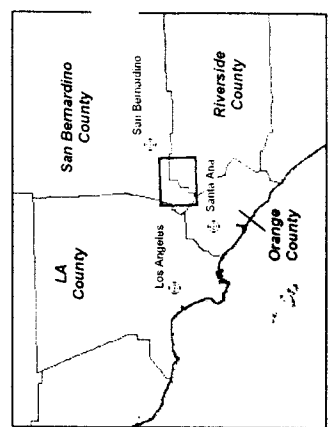 San Bernardino
County
San Bernardino
Riverside
County
LA
County
Los Angeles
Santa Ana
Orange
County